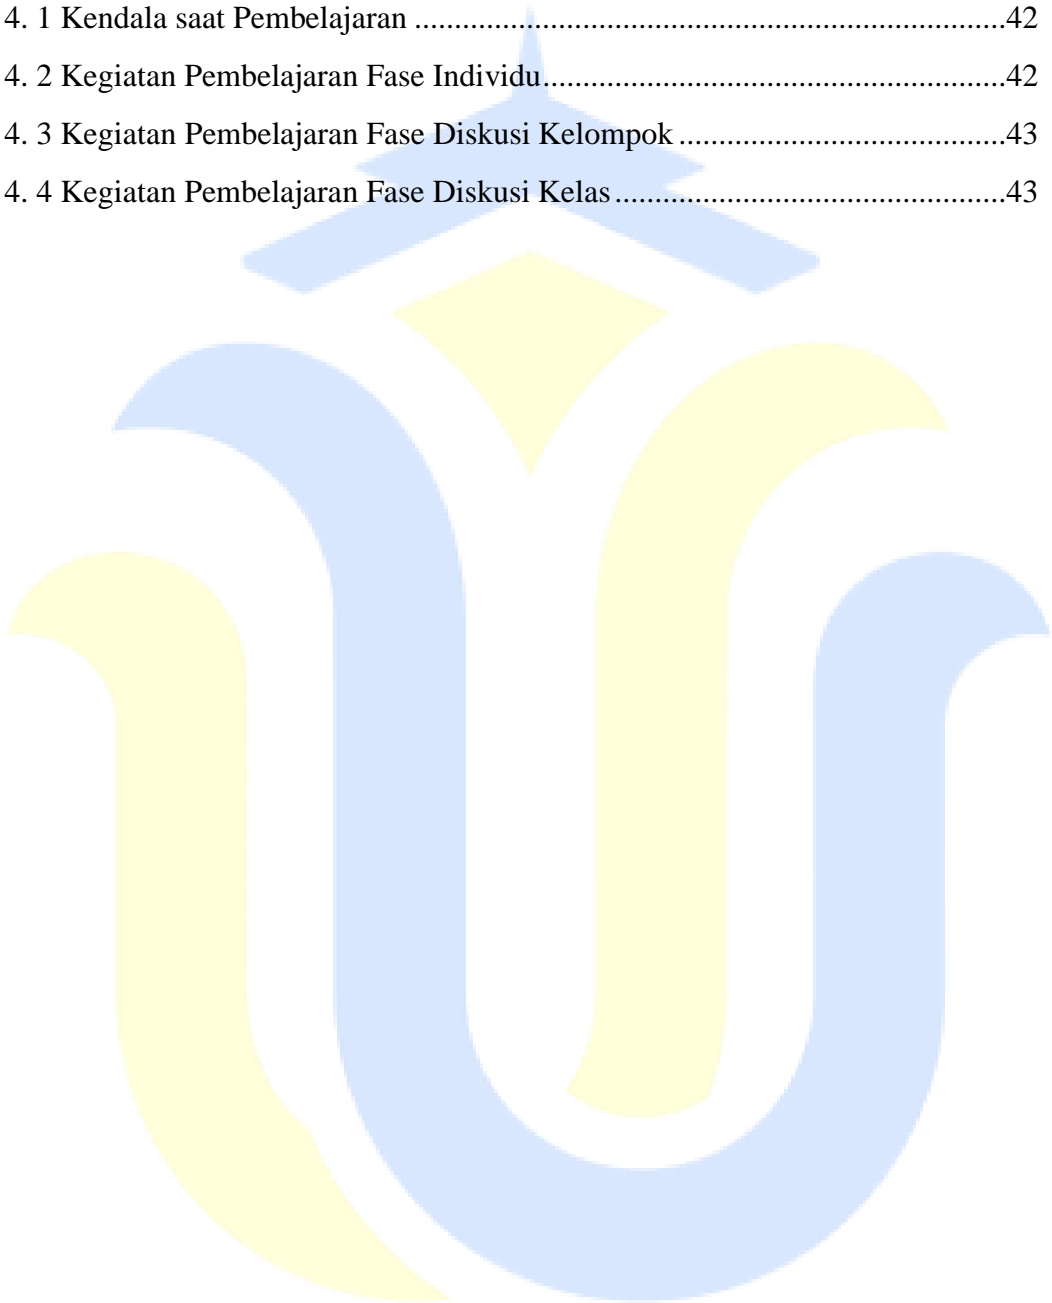 4. 1 Kendala saat Pembelajaran ..........................................................................42
4. 2 Kegiatan Pembelajaran Fase Individu..........................................................42
4. 3 Kegiatan Pembelajaran Fase Diskusi Kelompok .........................................43
4. 4 Kegiatan Pembelajaran Fase Diskusi Kelas .................................................43